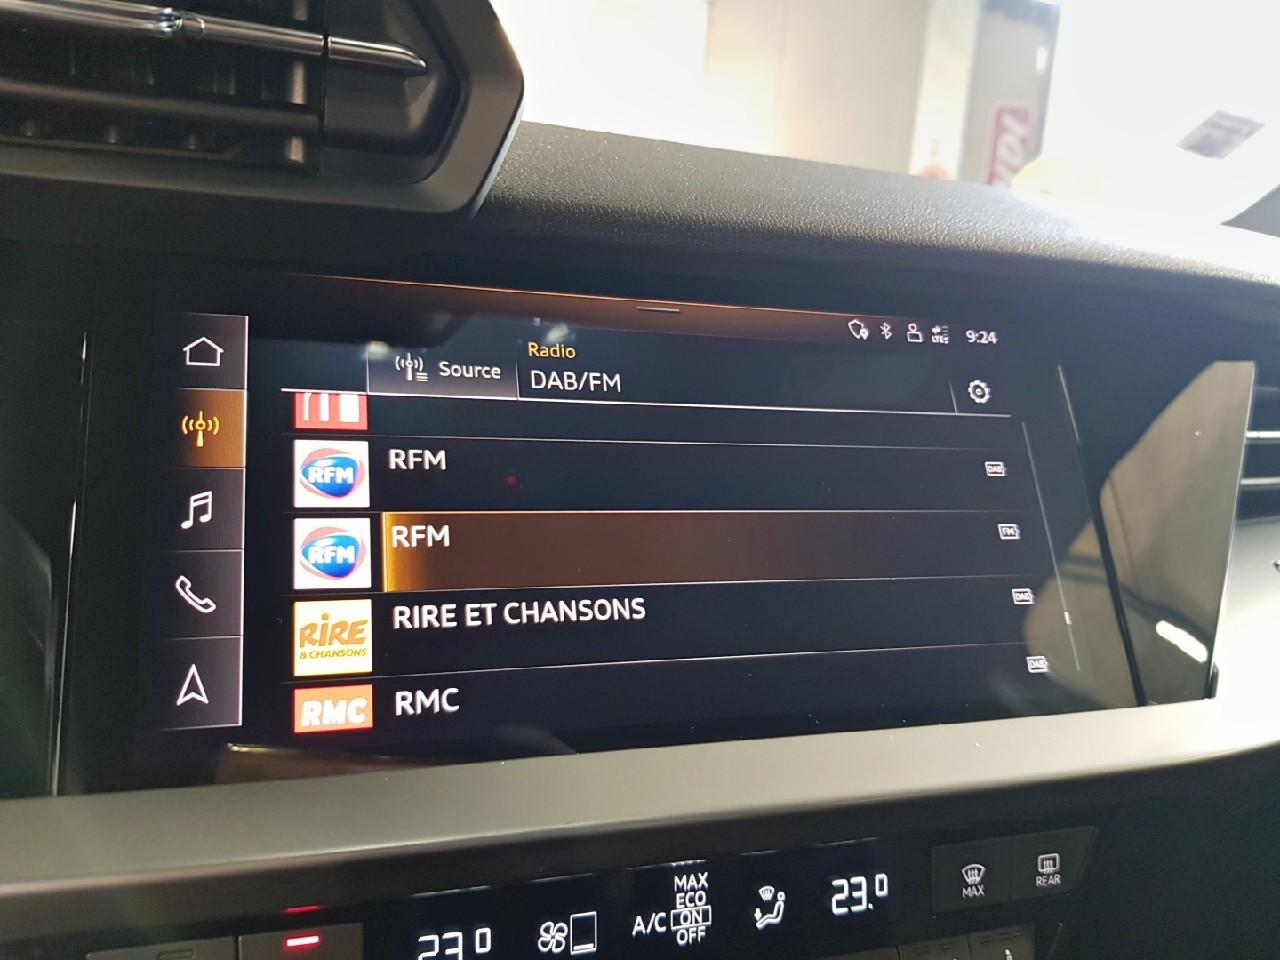 LTE 9:24
Source
Radio
DAB/FM
RFM
RFM
DAB
RFM
RFM
FM
RiRE
& CHANSONS
RIRE ET CHANSONS
DAB
RMC
RMC
DAB
MAX
ECO
A/C ON
OFF
23.0
23.0
MAX
REAR